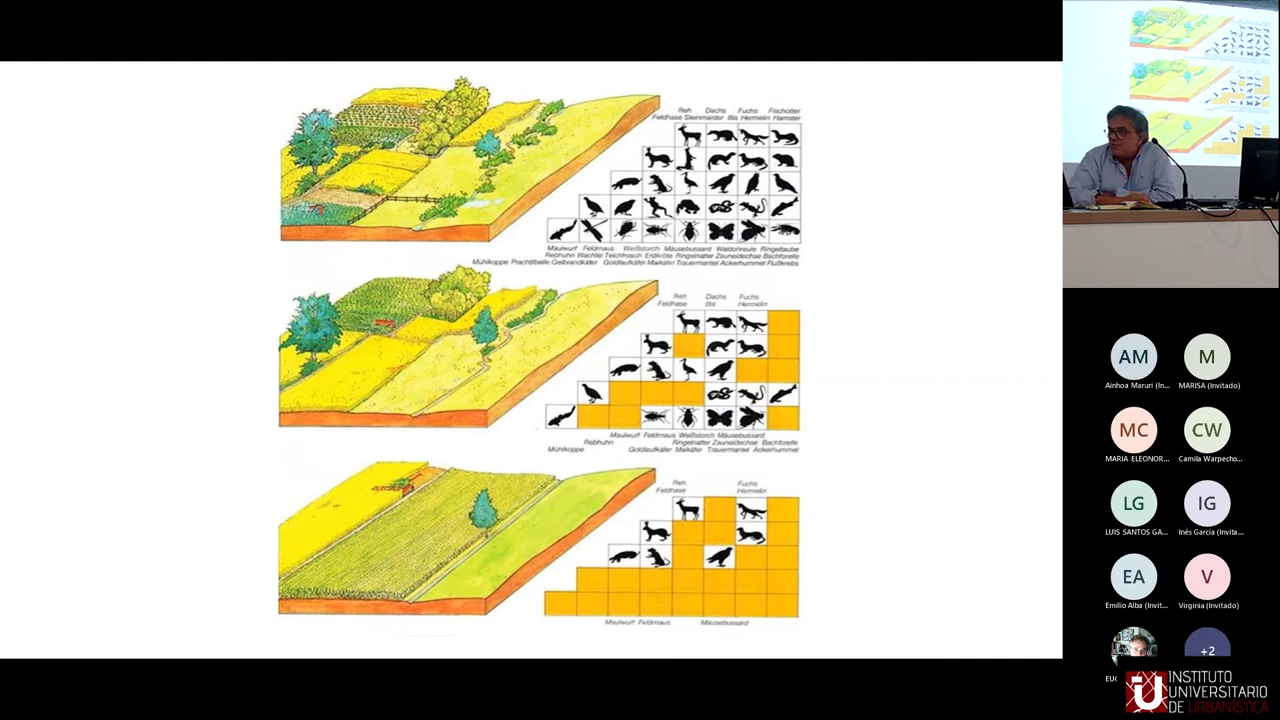 Reh Dachs Fuchs Fischotter
Feldhase Steinmarder Iltis Hermelin Hamster
Maulwurf Feldmaus Weißstorch Mäusebussard Waldohreule Ringeltaube
Rebhuhn Wachtel Teichfrosch Erdkröte Ringelnatter Zauneidechse Bachforelle
Mühlkoppe Prachtlibelle Gelbrandkäfer Goldlaufkäfer Maikäfer Trauermantel Ackerhummel Flußkrebs
Reh Dachs Fuchs
Feldhase Iltis Hermelin
Maulwurf Feldmaus Weißstorch Mäusebussard
Rebhuhn Ringelnatter Zauneidechse Bachforelle
Mühlkoppe Goldlaufkäfer Maikäfer Trauermantel Ackerhummel
Reh Fuchs
Feldhase Hermelin
Maulwurf Feldmaus Mäusebussard
AM M
Ainhoa Maruri (In... MARISA (Invitado)
MC CW
MARIA ELEONOR... Camila Warpecho...
LG IG
LUIS SANTOS GA... Inés García (Invita...
EA V
Emilio Alba (Invit... Virginia (Invitado)
+2
EUG
INSTITUTO
UNIVERSITARIO
DE URBANÍSTICA